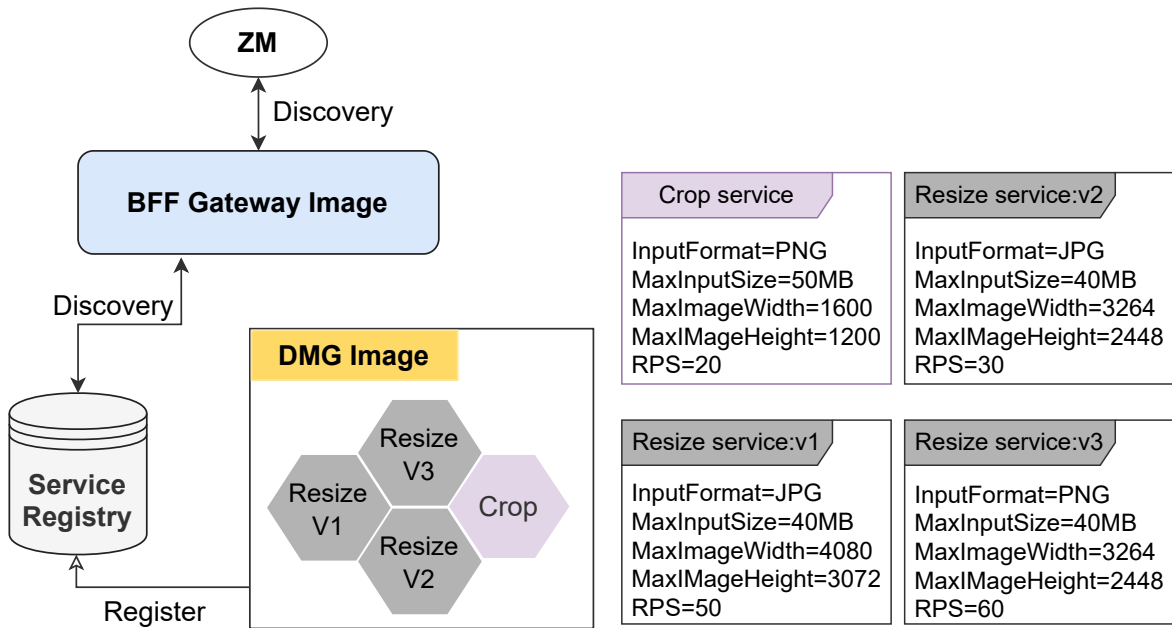 ZM
Discovery
BFF Gateway Image
Discovery
Service
Registry
Register
DMG Image
Resize
V3
Resize
V1
Crop
Resize
V2
Crop service
InputFormat=PNG
MaxInputSize=50MB
MaxImageWidth=1600
MaxIMageHeight=1200
RPS=20
Resize service:v2
InputFormat=JPG
MaxInputSize=40MB
MaxImageWidth=3264
MaxIMageHeight=2448
RPS=30
Resize service:v1
InputFormat=JPG
MaxInputSize=40MB
MaxImageWidth=4080
MaxIMageHeight=3072
RPS=50
Resize service:v3
InputFormat=PNG
MaxInputSize=40MB
MaxImageWidth=3264
MaxIMageHeight=2448
RPS=60